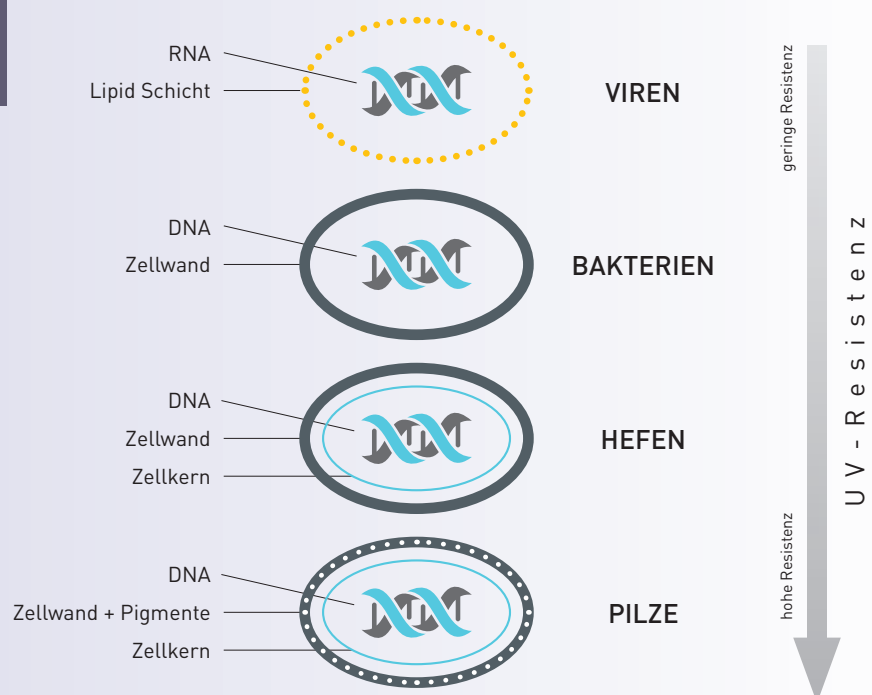 RNA
Lipid Schicht
VIREN
DNA
Zellwand
BAKTERIEN
DNA
Zellwand
Zellkern
HEFEN
DNA
Zellwand + Pigmente
Zellkern
PILZE
geringe Resistenz
hohe Resistenz
UV-Resistenz